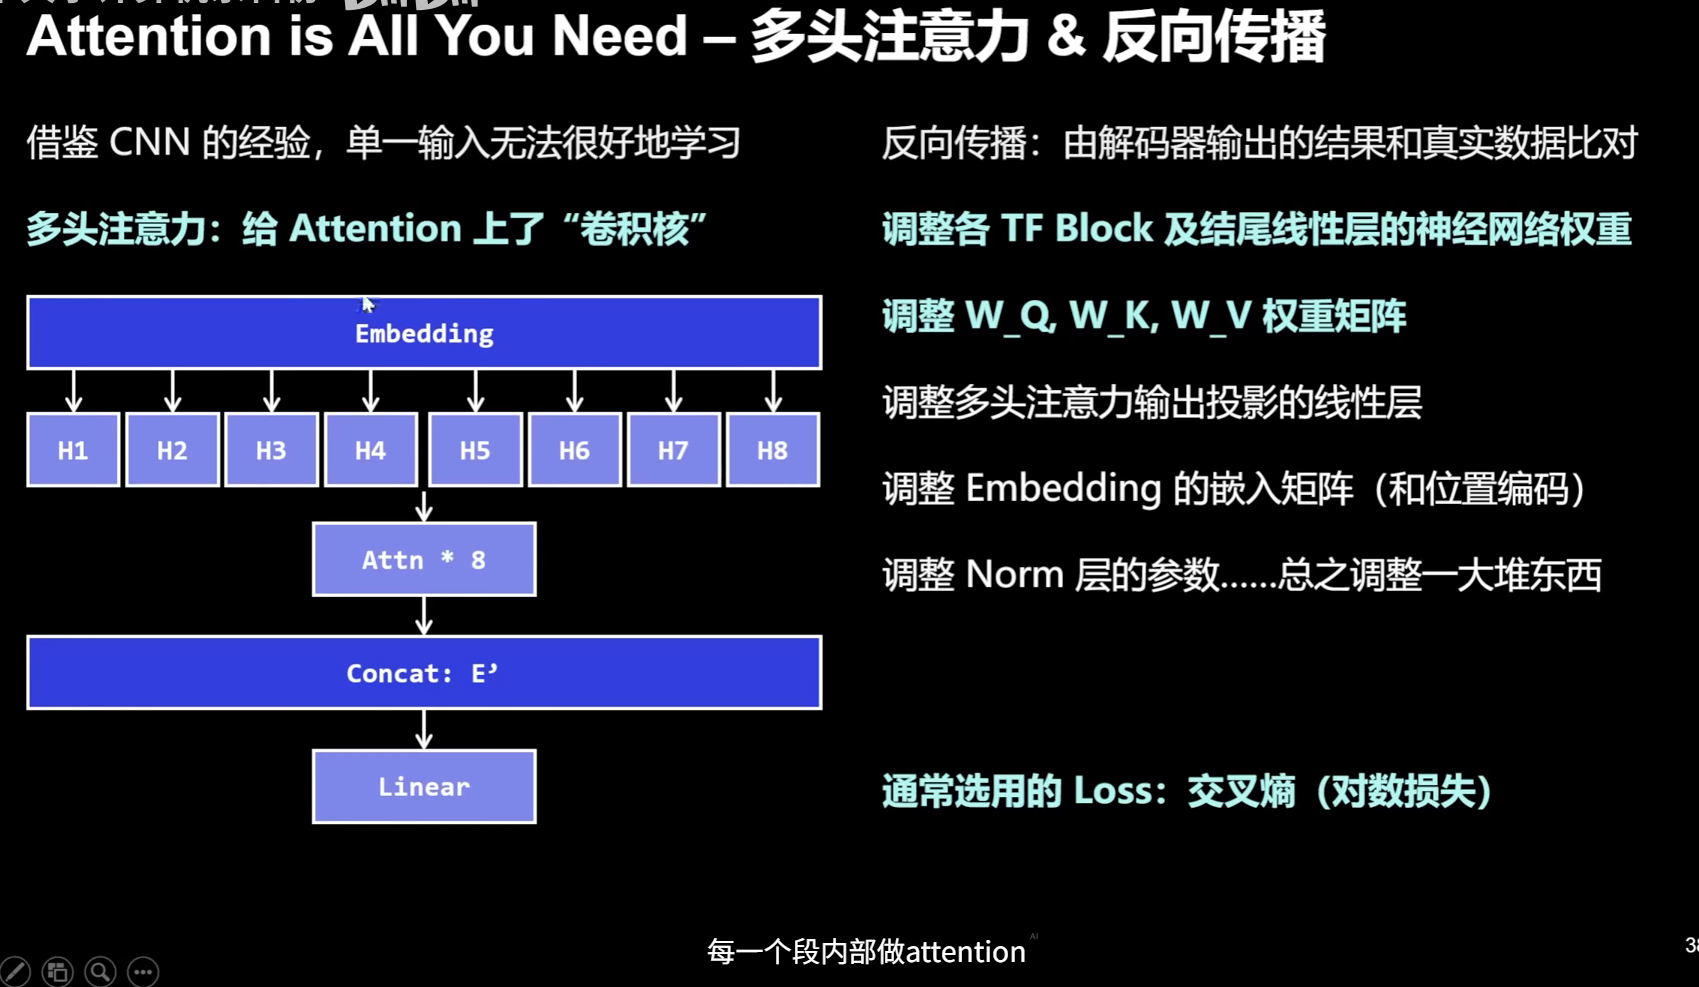 Attention is All You Need – 多头注意力 & 反向传播
借鉴 CNN 的经验，单一输入无法很好地学习
多头注意力：给 Attention 上了“卷积核”
Embedding
H1 H2 H3 H4 H5 H6 H7 H8
Attn * 8
Concat: E’
Linear
反向传播：由解码器输出的结果和真实数据比对
调整各 TF Block 及结尾线性层的神经网络权重
调整 W_Q, W_K, W_V 权重矩阵
调整多头注意力输出投影的线性层
调整 Embedding 的嵌入矩阵（和位置编码）
调整 Norm 层的参数……总之调整一大堆东西
通常选用的 Loss：交叉熵（对数损失）
每一个段内部做attention
AI